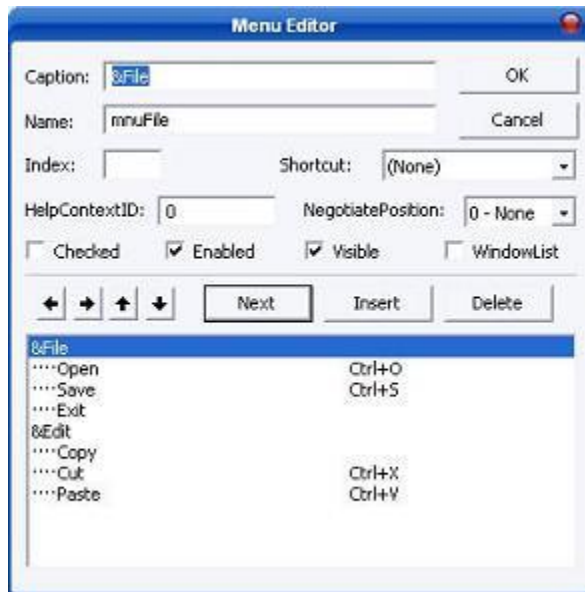 Menu Editor
Caption: &File OK
Name: mnuFile Cancel
Index: Shortcut: (None)
HelpContextID: 0 NegotiatePosition: 0 - None
Checked Enabled Visible WindowList
Next Insert Delete
&File
····Open Ctrl+O
····Save Ctrl+S
····Exit
&Edit
····Copy
····Cut Ctrl+X
····Paste Ctrl+V